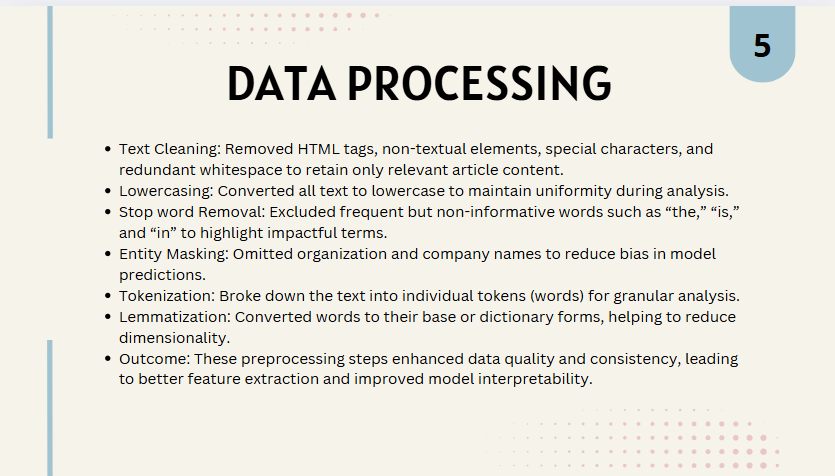 5
DATA PROCESSING
• Text Cleaning: Removed HTML tags, non-textual elements, special characters, and
redundant whitespace to retain only relevant article content.
• Lowercasing: Converted all text to lowercase to maintain uniformity during analysis.
• Stop word Removal: Excluded frequent but non-informative words such as “the,” “is,”
and “in” to highlight impactful terms.
• Entity Masking: Omitted organization and company names to reduce bias in model
predictions.
• Tokenization: Broke down the text into individual tokens (words) for granular analysis.
• Lemmatization: Converted words to their base or dictionary forms, helping to reduce
dimensionality.
• Outcome: These preprocessing steps enhanced data quality and consistency, leading
to better feature extraction and improved model interpretability.